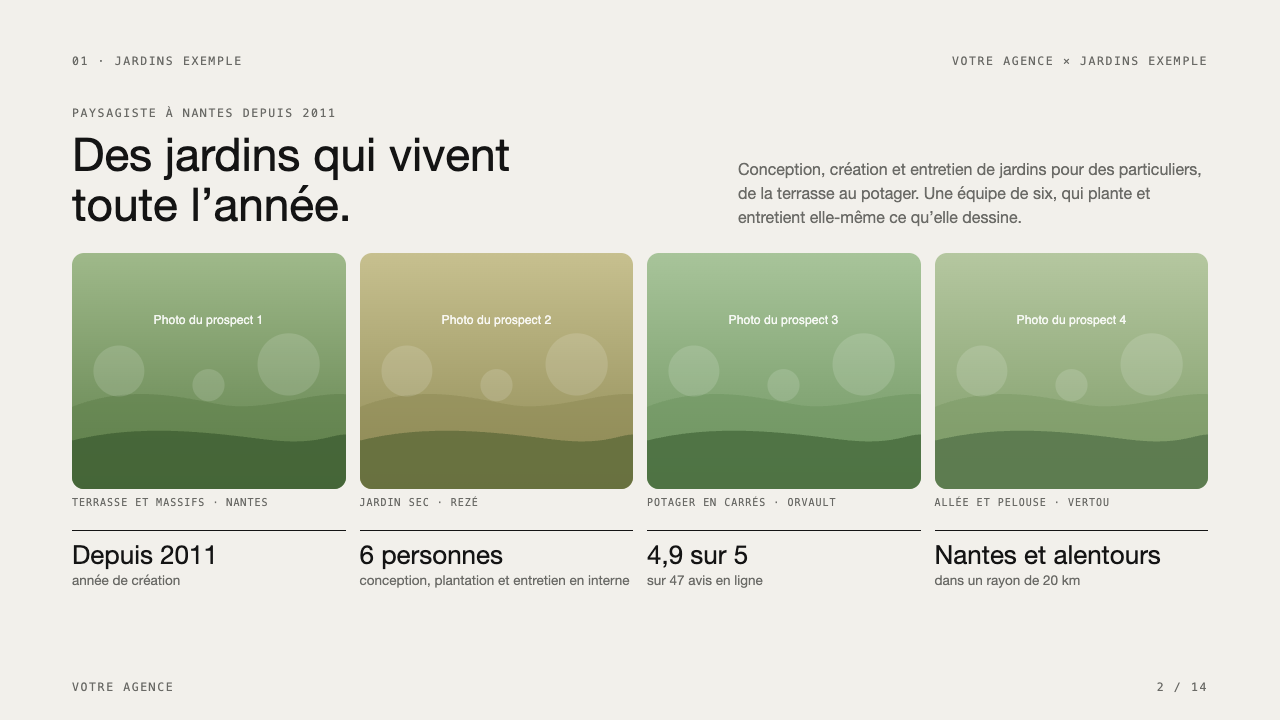 01 · JARDINS EXEMPLE
VOTRE AGENCE × JARDINS EXEMPLE
PAYSAGISTE À NANTES DEPUIS 2011
Des jardins qui vivent
toute l’année.
Conception, création et entretien de jardins pour des particuliers,
de la terrasse au potager. Une équipe de six, qui plante et
entretient elle-même ce qu’elle dessine.
Photo du prospect 1
Photo du prospect 2
Photo du prospect 3
Photo du prospect 4
TERRASSE ET MASSIFS · NANTES
JARDIN SEC · REZÉ
POTAGER EN CARRÉS · ORVAULT
ALLÉE ET PELOUSE · VERTOU
Depuis 2011
année de création
6 personnes
conception, plantation et entretien en interne
4,9 sur 5
sur 47 avis en ligne
Nantes et alentours
dans un rayon de 20 km
VOTRE AGENCE
2 / 14